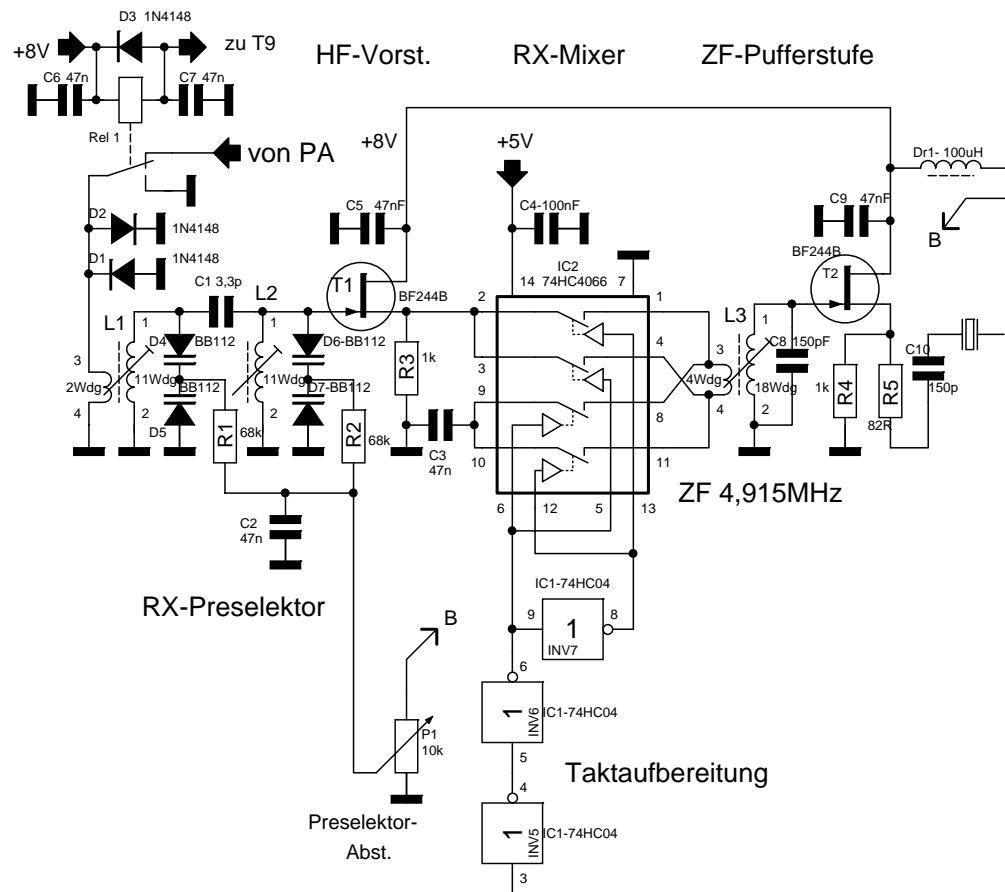 D3 1N4148
+8V
zu T9
HF-Vorst.
RX-Mixer
ZF-Pufferstufe
C6 47n
C7 47n
Rel 1
von PA
+8V
+5V
Dr1- 100uH
D2
1N4148
C5 47nF
C4-100nF
C9 47nF
B
D1
1N4148
IC2
74HC4066
14
7
BF244B
T2
C1 3,3p
L2
T1
BF244B
2
1
L1
1
1
D4
BB112
D6-BB112
4
L3
1
3
R3
1k
3
3
C8 150pF
C10
2Wdg
11Wdg
BB112
11Wdg
D7-BB112
9
4Wdg
18Wdg
1k
R4
R5
150p
4
2
D5
R1
68k
2
R2
68k
8
4
2
82R
C3
47n
10
11
ZF 4,915MHz
C2
47n
6
12
5
13
RX-Preselektor
IC1-74HC04
B
9
1
8
INV7
6
1
INV6
IC1-74HC04
P1
10k
5
Taktaufbereitung
4
Preselektor-
Abst.
1
INV5
IC1-74HC04
3